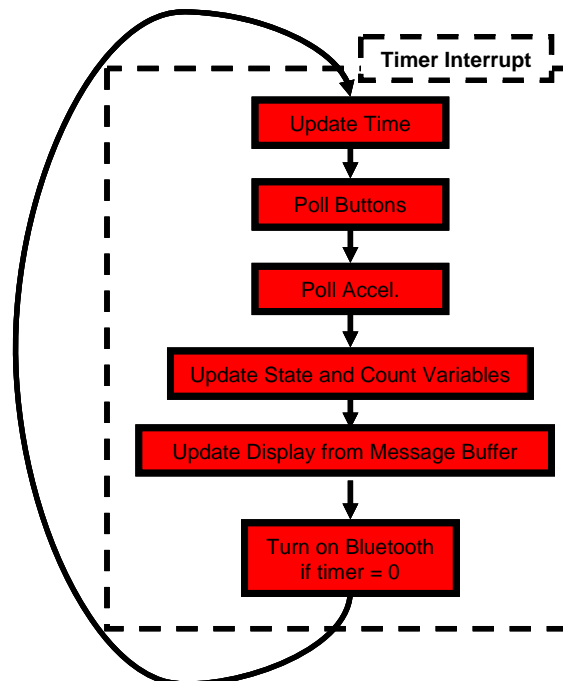 Timer Interrupt
Update Time
Poll Buttons
Poll Accel.
Update State and Count Variables
Update Display from Message Buffer
Turn on Bluetooth
if timer = 0